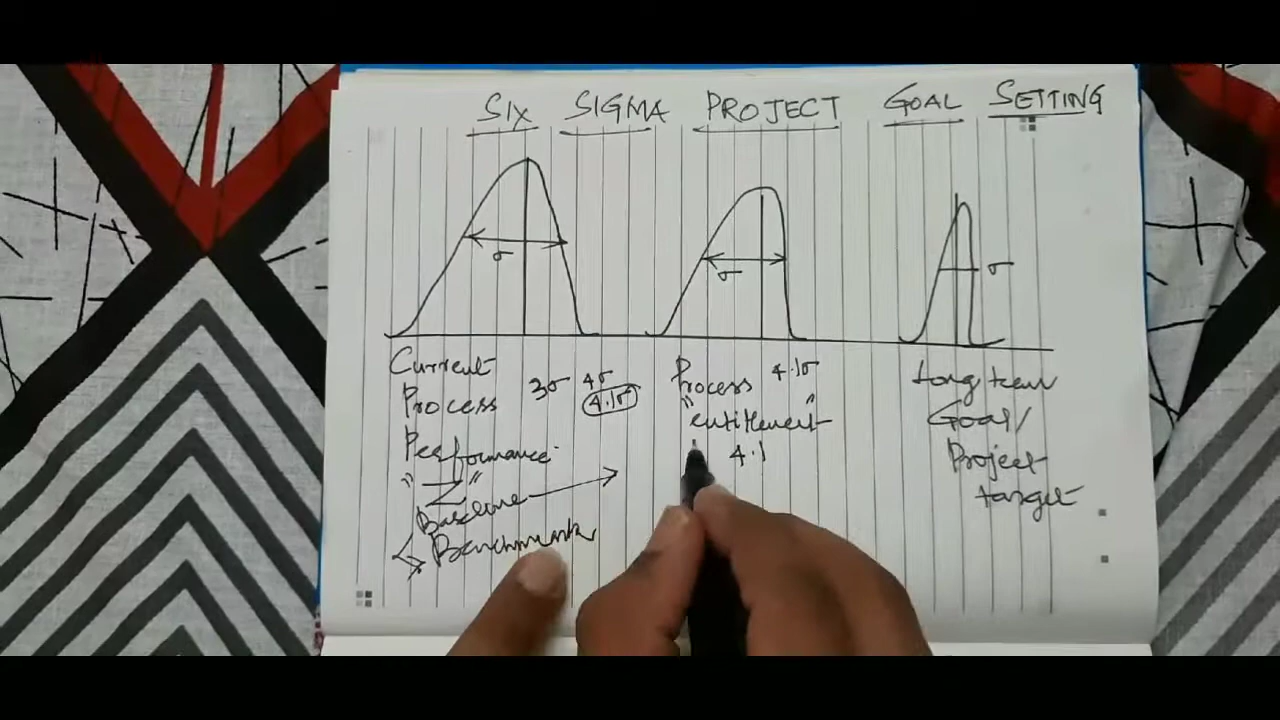 SIX SIGMA PROJECT GOAL SETTING
σ
σ
σ
Current
Process 3σ 4σ
4.1σ
Performance
"Z"
Baseline
Benchmark
Process 4.1σ
"entitlement"
4.1
Long term
Goal/
Project
target